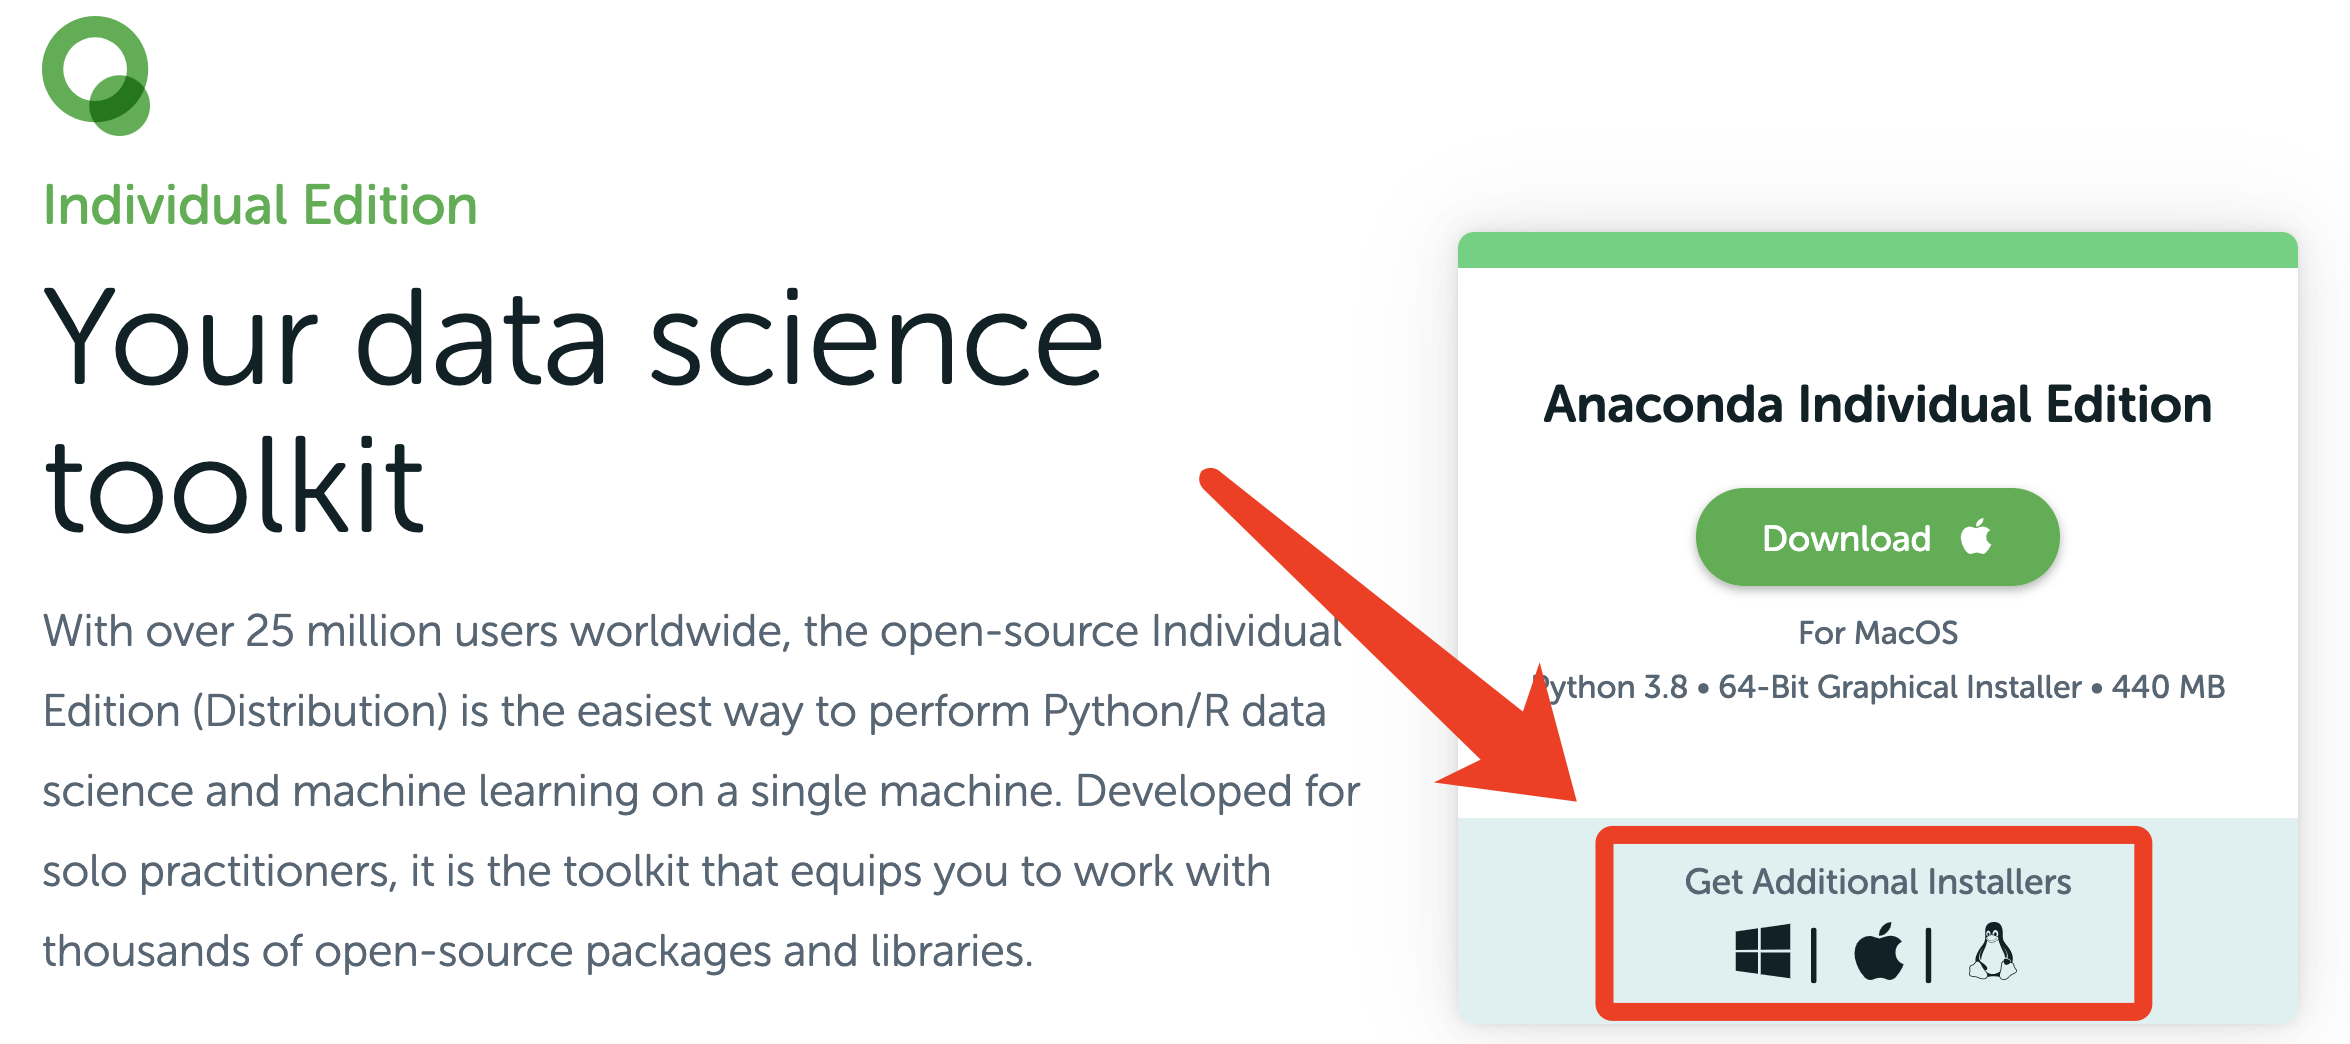 Individual Edition
Your data science
toolkit
With over 25 million users worldwide, the open-source Individual
Edition (Distribution) is the easiest way to perform Python/R data
science and machine learning on a single machine. Developed for
solo practitioners, it is the toolkit that equips you to work with
thousands of open-source packages and libraries.
Anaconda Individual Edition
Download
For MacOS
Python 3.8 • 64-Bit Graphical Installer • 440 MB
Get Additional Installers